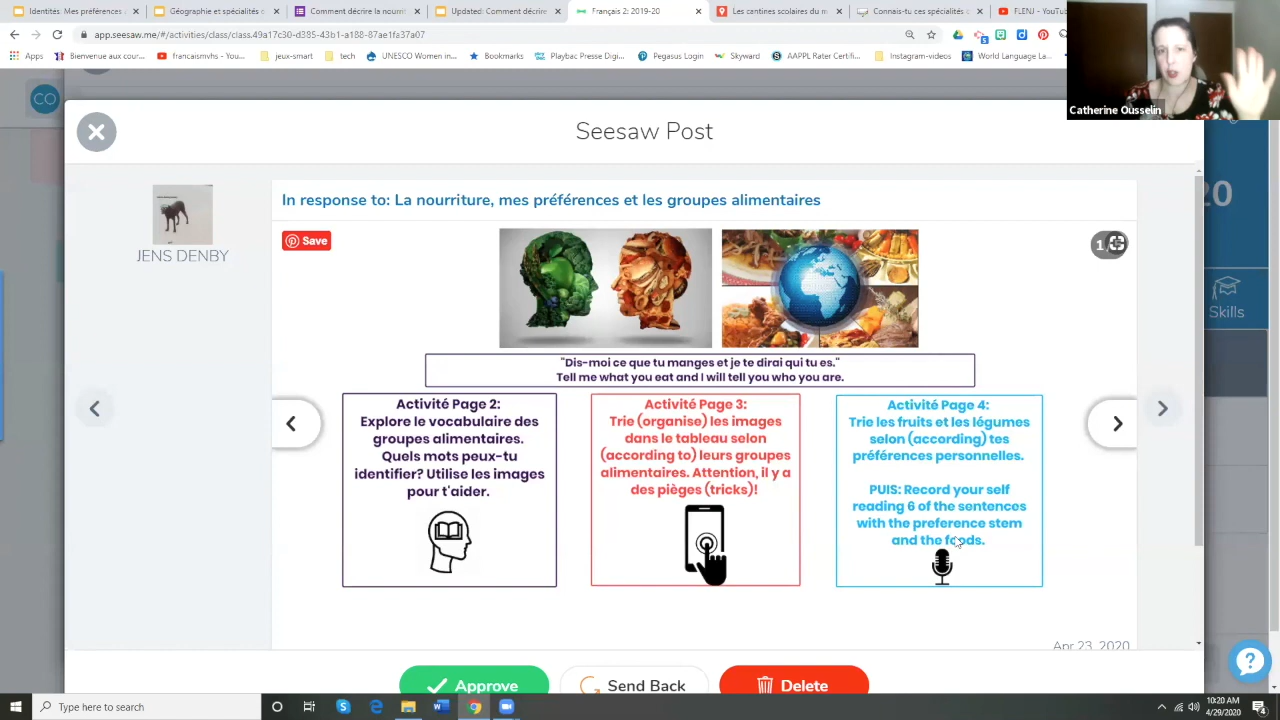 Identités, Mes préférences et
Géographie et spécialités c
Comment décrire la nourrit
Updated: Comment décrire
Français 2: 2019-20
Les centines scolaires du m
Connais-tu ces spécialités c
FLENJ - YouTu
app.seesaw.me/#/activities/class/class.49a17c30-
Apps
Bienvenue aux cour...
francaismvhs - You...
jeux-smart
tech
UNESCO Women in...
Bookmarks
Playbac Presse Digi...
Pegasus Login
Skyward
AAPPL Rater Certifi...
Instagram-videos
World Language La...
Catherine Ousselin
CO
Seesaw Post
20
JENS DENBY
In response to: La nourriture, mes préférences et les groupes alimentaires
Save
1
Skills
"Dis-moi ce que tu manges et je te dirai qui tu es."
Tell me what you eat and I will tell you who you are.
Activité Page 2:
Explore le vocabulaire des
groupes alimentaires.
Quels mots peux-tu
identifier? Utilise les images
pour t'aider.
Activité Page 3:
Trie (organise) les images
dans le tableau selon
(according to) leurs groupes
alimentaires. Attention, il y a
des pièges (tricks)!
Activité Page 4:
Trie les fruits et les légumes
selon (according) tes
préférences personnelles.
PUIS: Record your self
reading 6 of the sentences
with the preference stem
and the foods.
Apr 23, 2020
Approve
Send Back
Delete
Type here to search
10:20 AM
4/29/2020
4